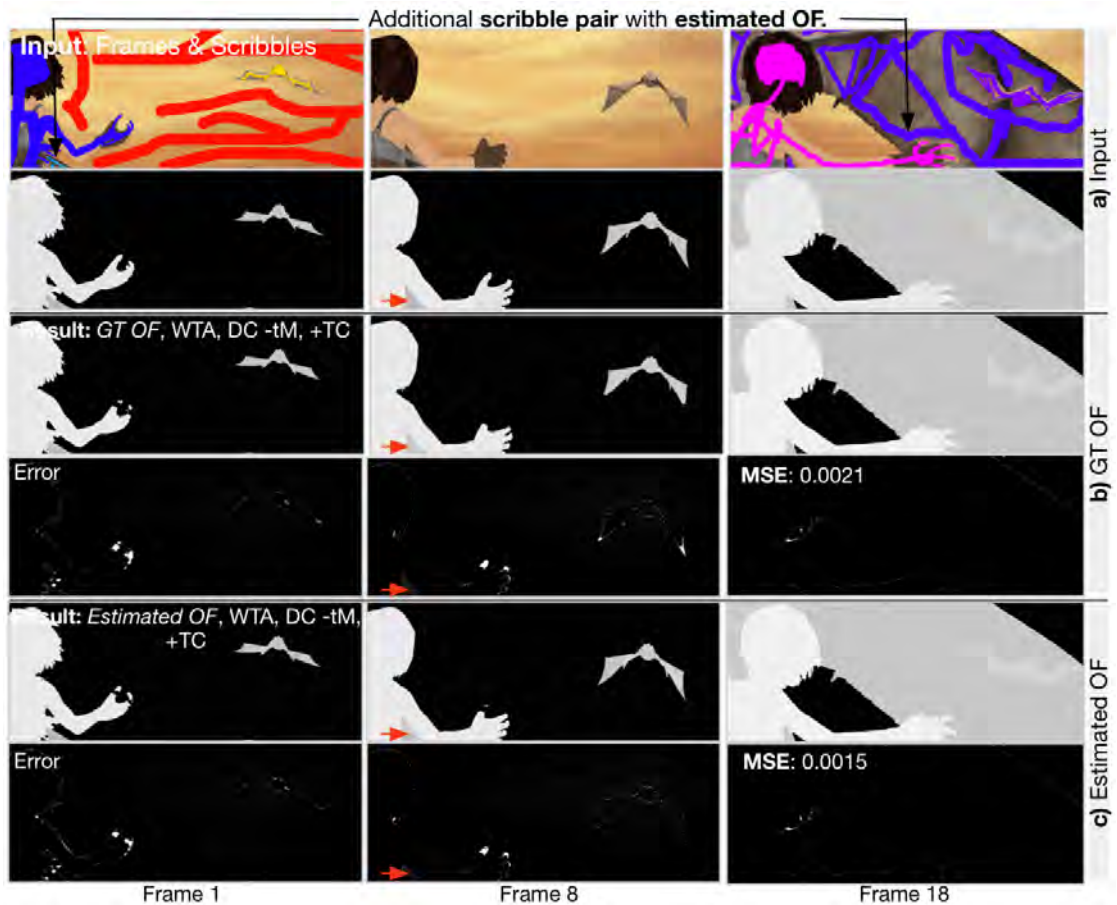 Additional scribble pair with estimated OF.
Input: Frames & Scribbles
a) Input
Result: GT OF, WTA, DC -tM, +TC
Error
MSE: 0.0021
b) GT OF
Result: Estimated OF, WTA, DC -tM,
+TC
Error
MSE: 0.0015
c) Estimated OF
Frame 1
Frame 8
Frame 18